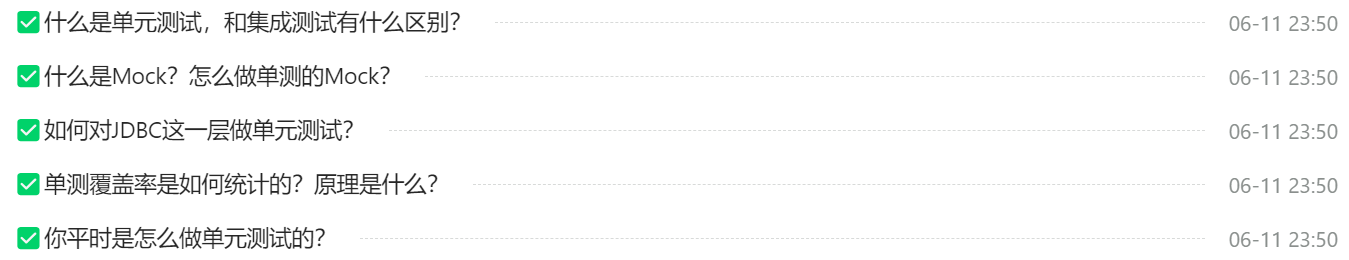 什么是单元测试，和集成测试有什么区别？ 06-11 23:50
什么是Mock？怎么做单测的Mock？ 06-11 23:50
如何对JDBC这一层做单元测试？ 06-11 23:50
单测覆盖率是如何统计的？原理是什么？ 06-11 23:50
你平时是怎么做单元测试的？ 06-11 23:50